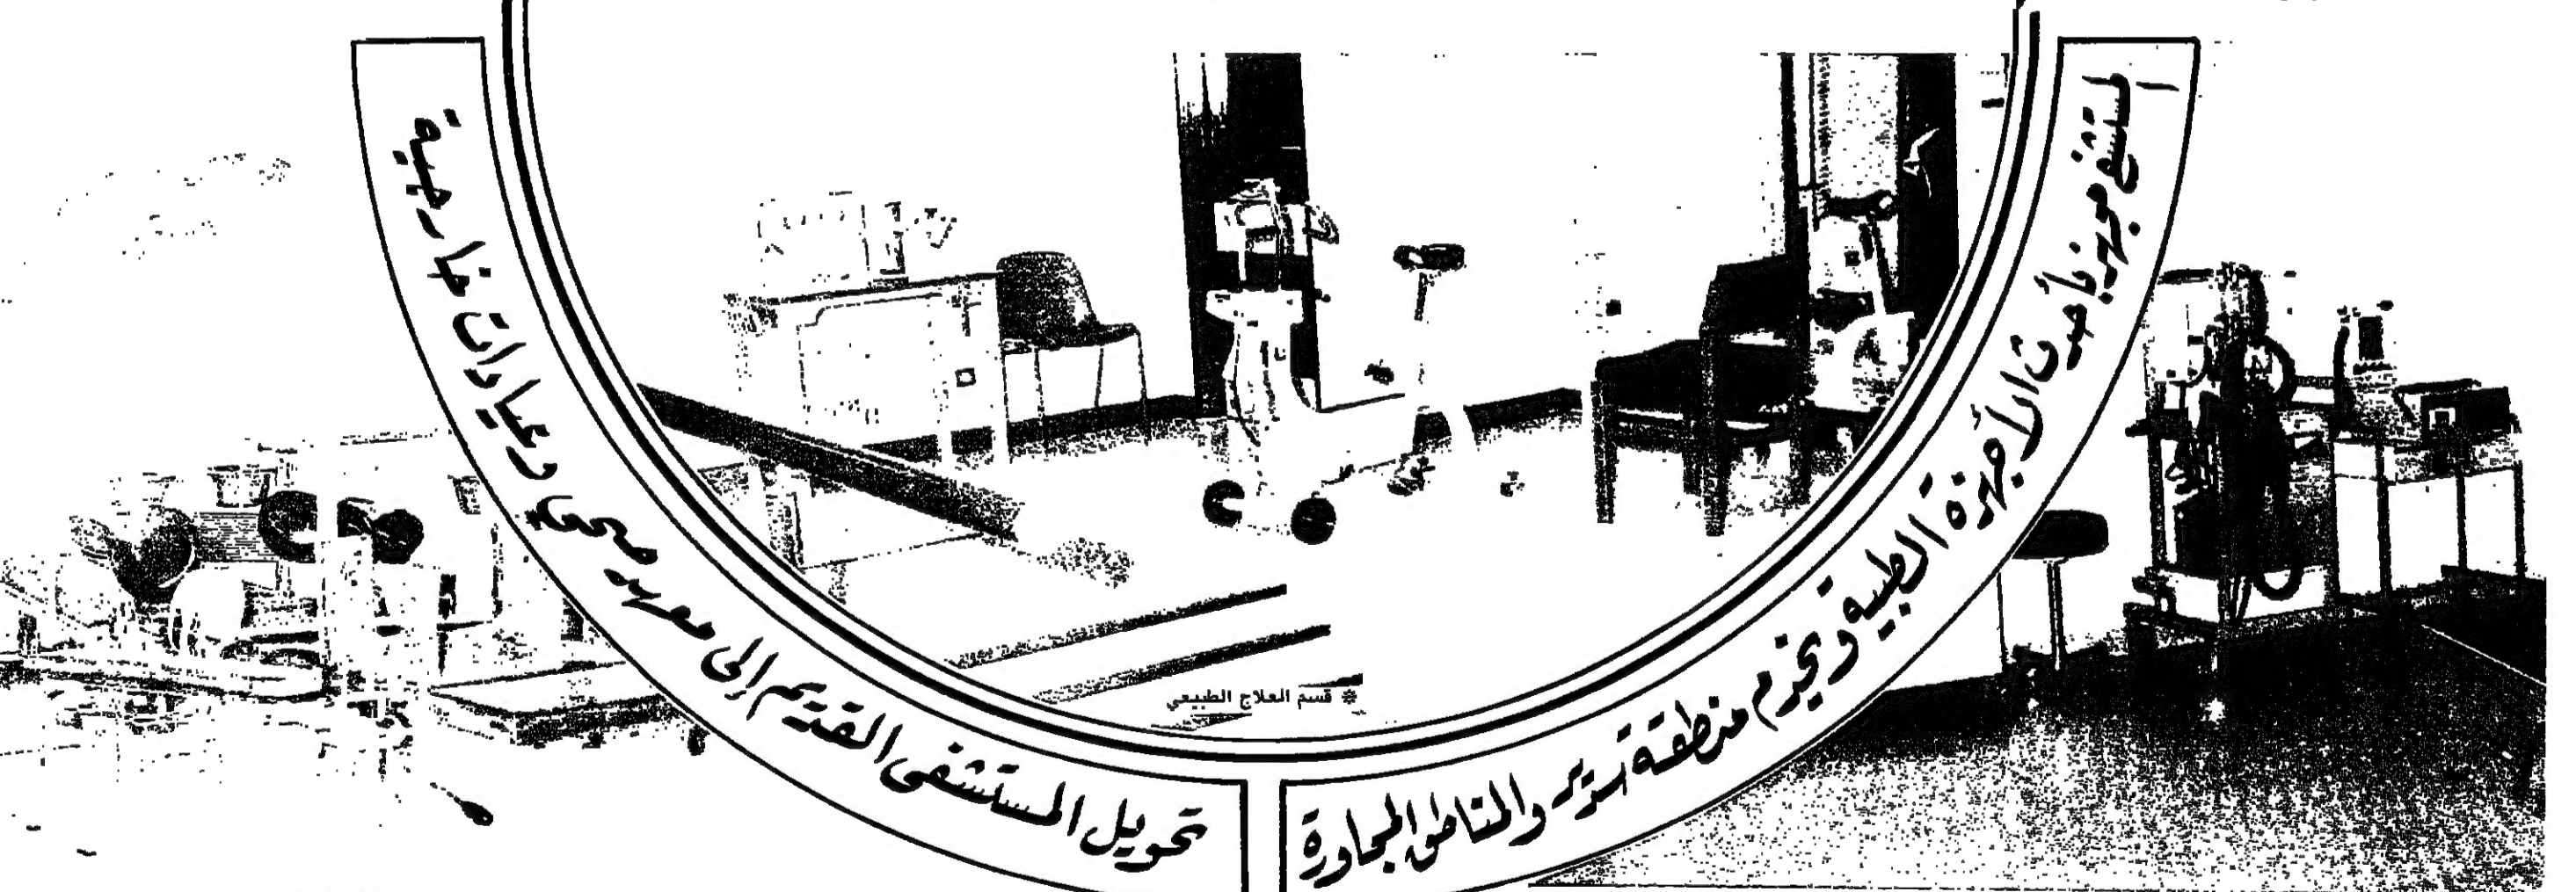 المستشفى مجهز بأحدث الأجهزة الطبية ويخدم منطقة سدير والمناطق المجاورة
تحويل المستشفى القديم إلى معهد صحي وعيادات خارجية
* قسم العلاج الطبيعي